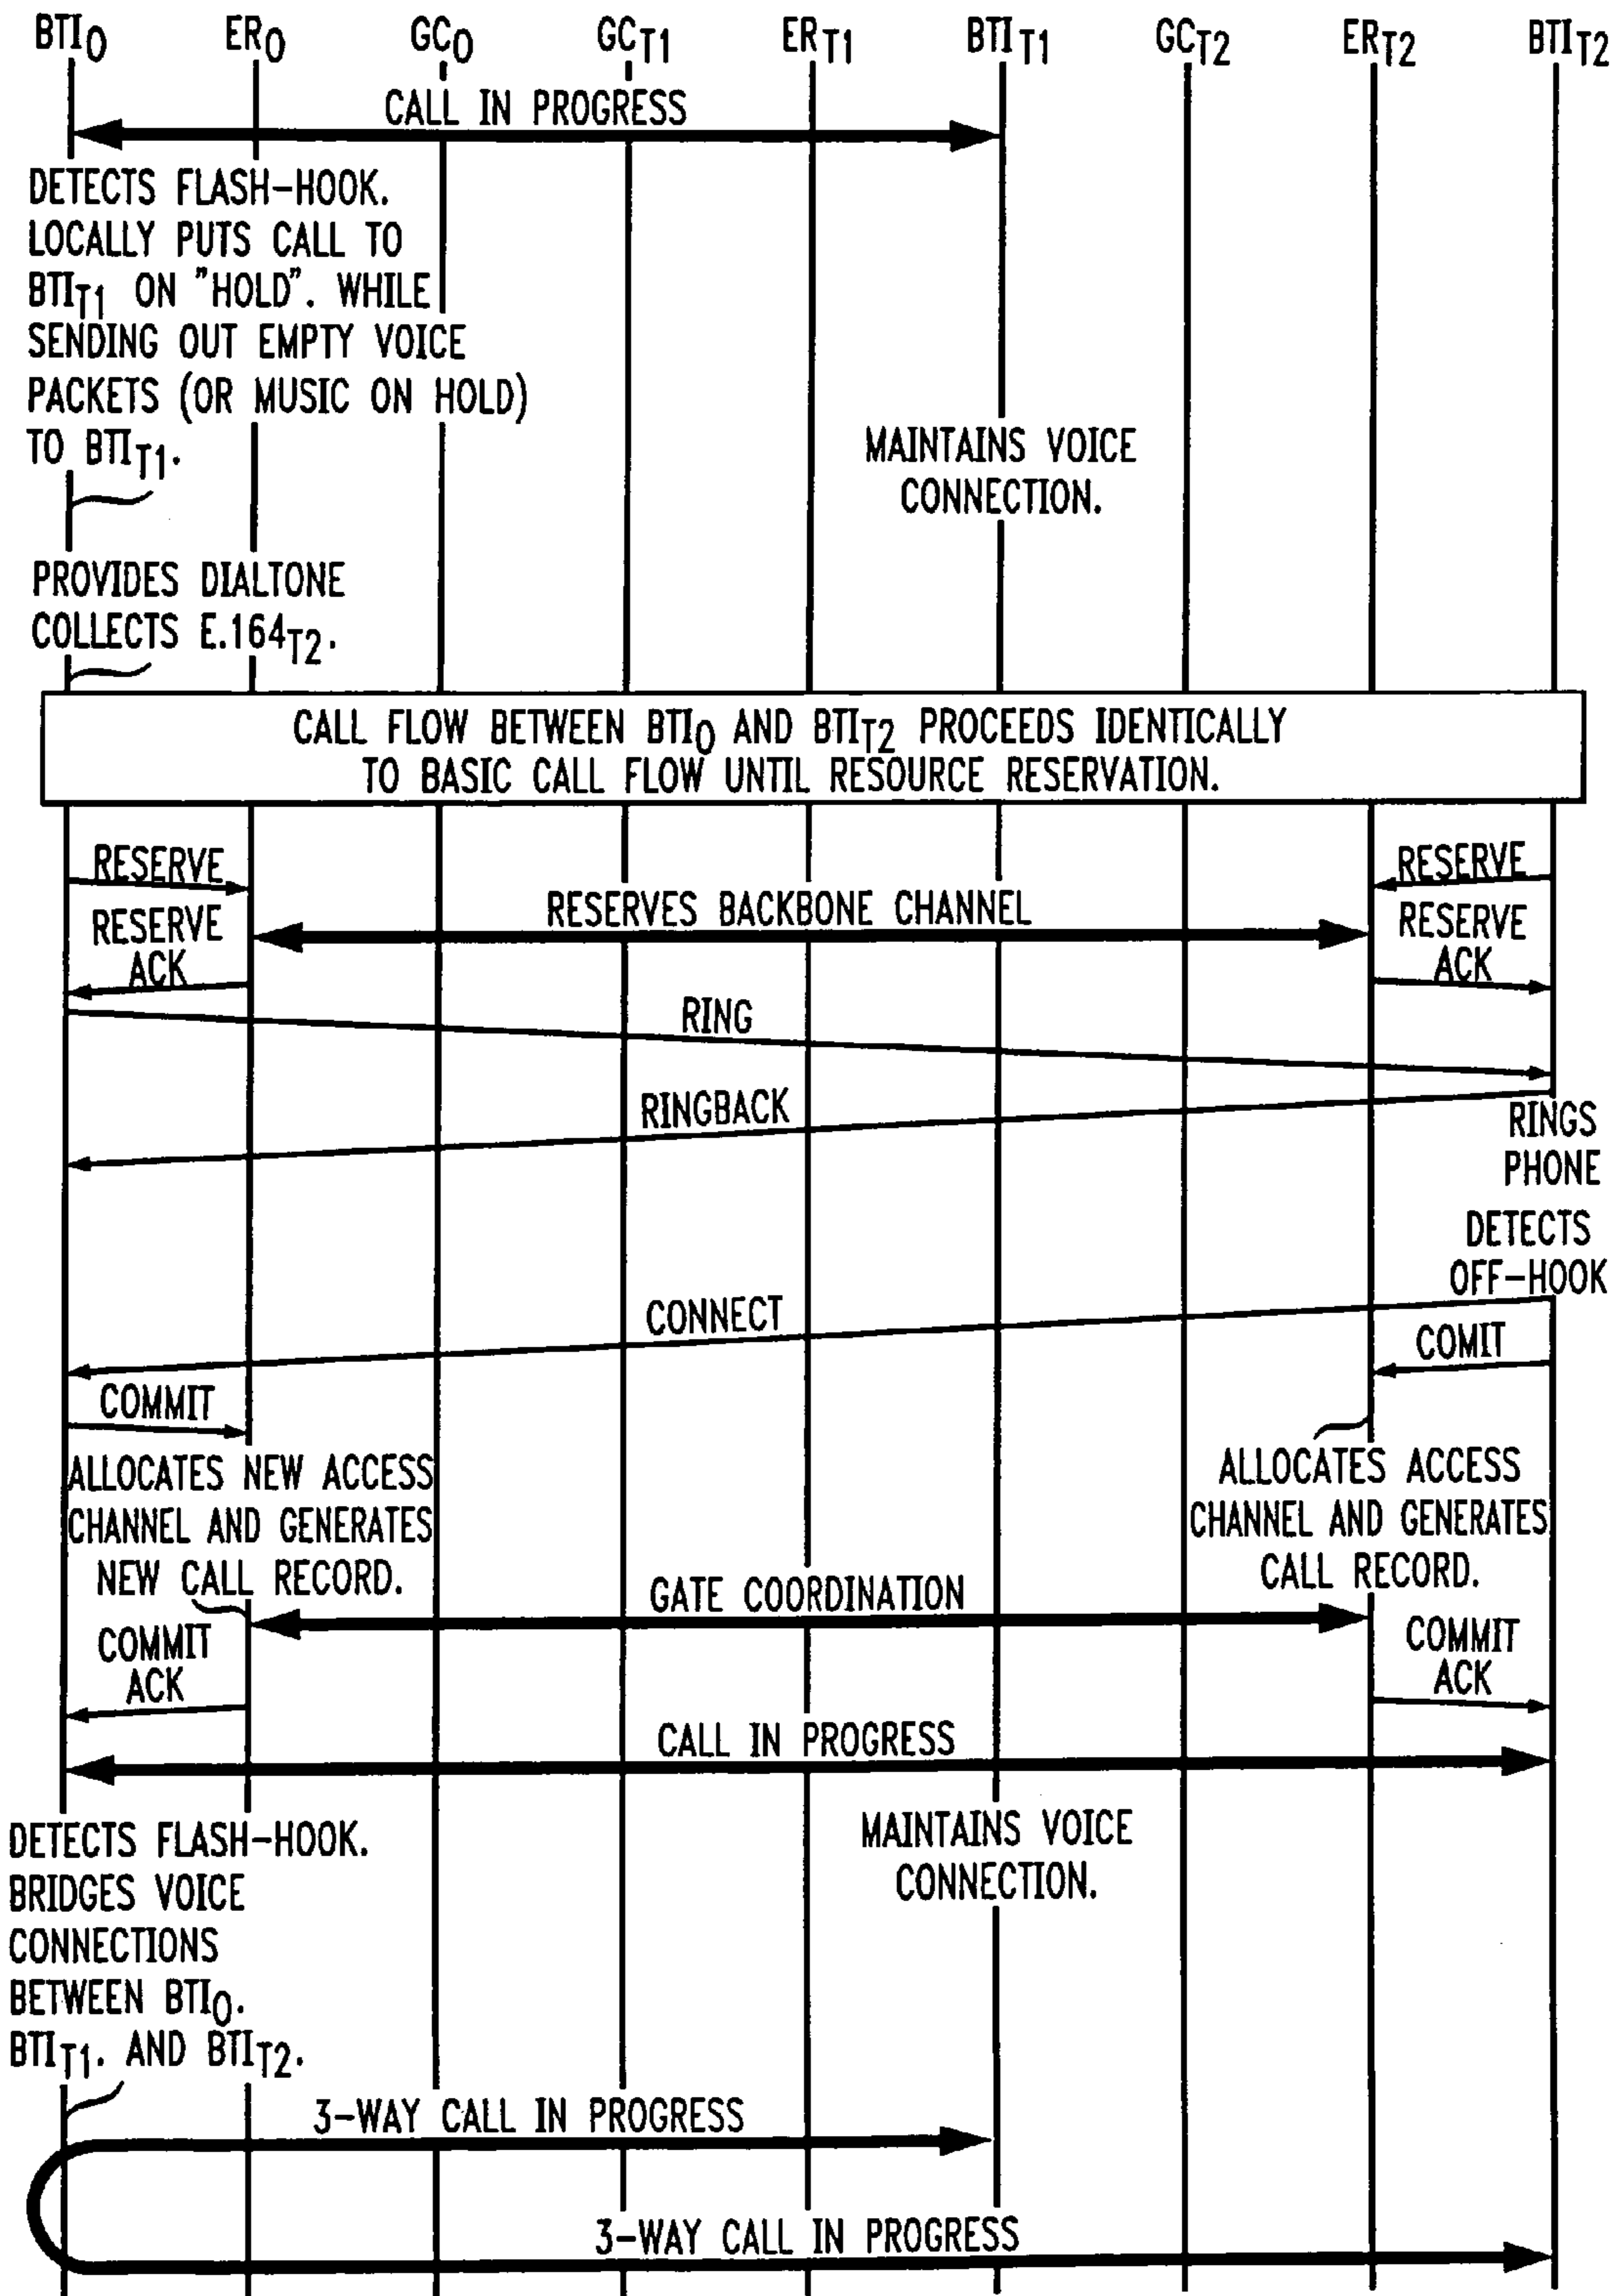 BTIO ERO GCO GCT1 ERT1 BTIT1 GCT2 ERT2 BTIT2
CALL IN PROGRESS
DETECTS FLASH-HOOK.
LOCALLY PUTS CALL TO
BTIT1 ON "HOLD". WHILE
SENDING OUT EMPTY VOICE
PACKETS (OR MUSIC ON HOLD)
TO BTIT1.
MAINTAINS VOICE
CONNECTION.
PROVIDES DIALTONE
COLLECTS E.164T2.
CALL FLOW BETWEEN BTIO AND BTIT2 PROCEEDS IDENTICALLY
TO BASIC CALL FLOW UNTIL RESOURCE RESERVATION.
RESERVE
RESERVE
RESERVES BACKBONE CHANNEL
RESERVE
ACK
RESERVE
ACK
RING
RINGBACK
RINGS
PHONE
DETECTS
OFF-HOOK
CONNECT
COMIT
COMMIT
ALLOCATES NEW ACCESS
CHANNEL AND GENERATES
NEW CALL RECORD.
ALLOCATES ACCESS
CHANNEL AND GENERATES
CALL RECORD.
GATE COORDINATION
COMMIT
ACK
COMMIT
ACK
CALL IN PROGRESS
DETECTS FLASH-HOOK.
BRIDGES VOICE
CONNECTIONS
BETWEEN BTIO.
BTIT1. AND BTIT2.
MAINTAINS VOICE
CONNECTION.
3-WAY CALL IN PROGRESS
3-WAY CALL IN PROGRESS